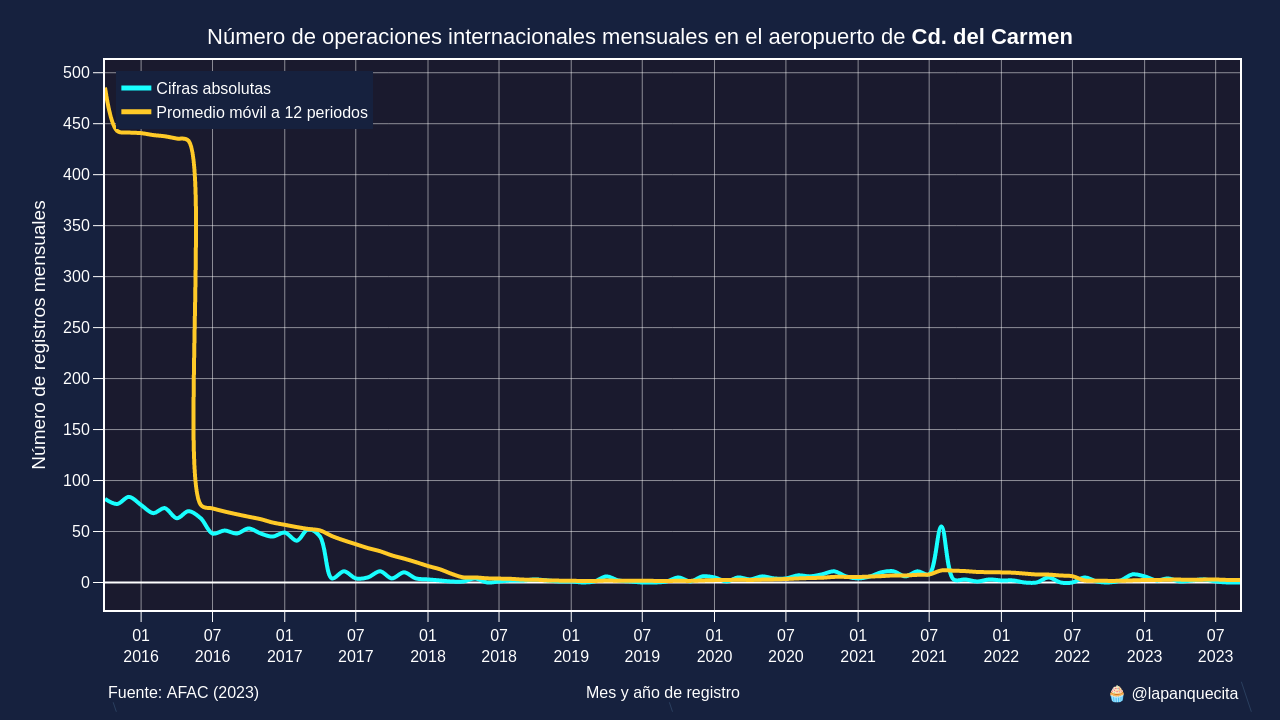 Número de operaciones internacionales mensuales en el aeropuerto de Cd. del Carmen
Cifras absolutas
Promedio móvil a 12 periodos
Número de registros mensuales
500
450
400
350
300
250
200
150
100
50
0
01 07 01 07 01 07 01 07 01 07 01 07 01 07 01 07
2016 2016 2017 2017 2018 2018 2019 2019 2020 2020 2021 2021 2022 2022 2023 2023
Fuente: AFAC (2023) Mes y año de registro 🧁 @lapanquecita